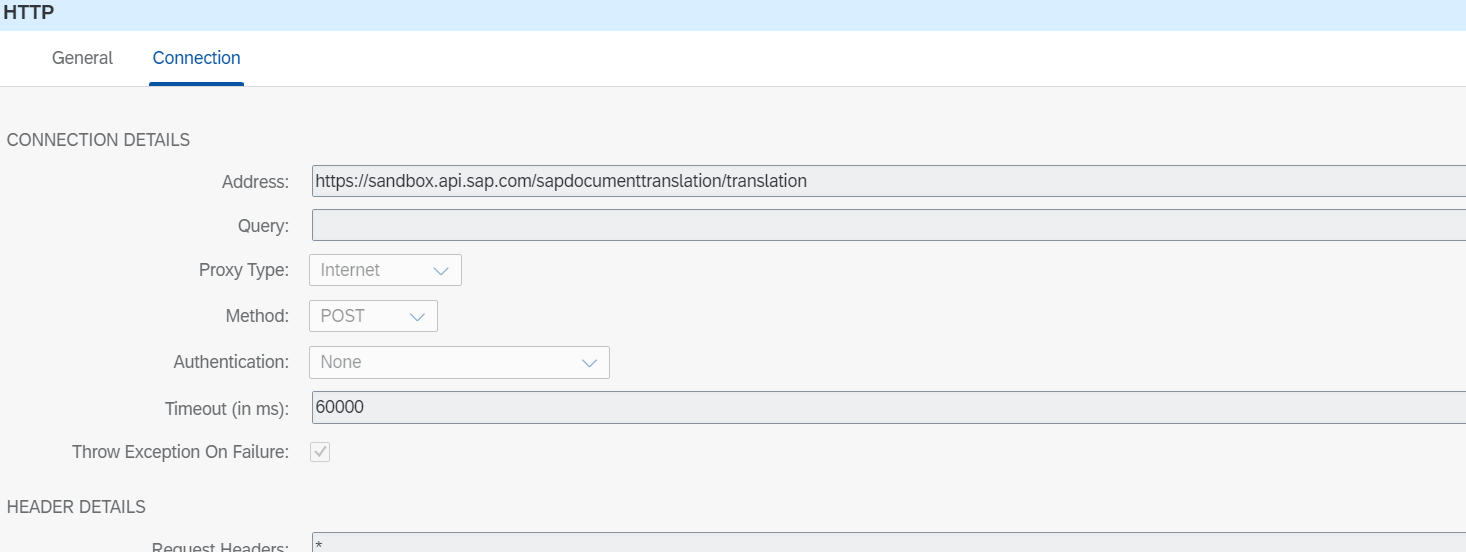 HTTP
General Connection
CONNECTION DETAILS
Address: https://sandbox.api.sap.com/sapdocumenttranslation/translation
Query:
Proxy Type: Internet
Method: POST
Authentication: None
Timeout (in ms): 60000
Throw Exception On Failure:
HEADER DETAILS
Request Headers: *